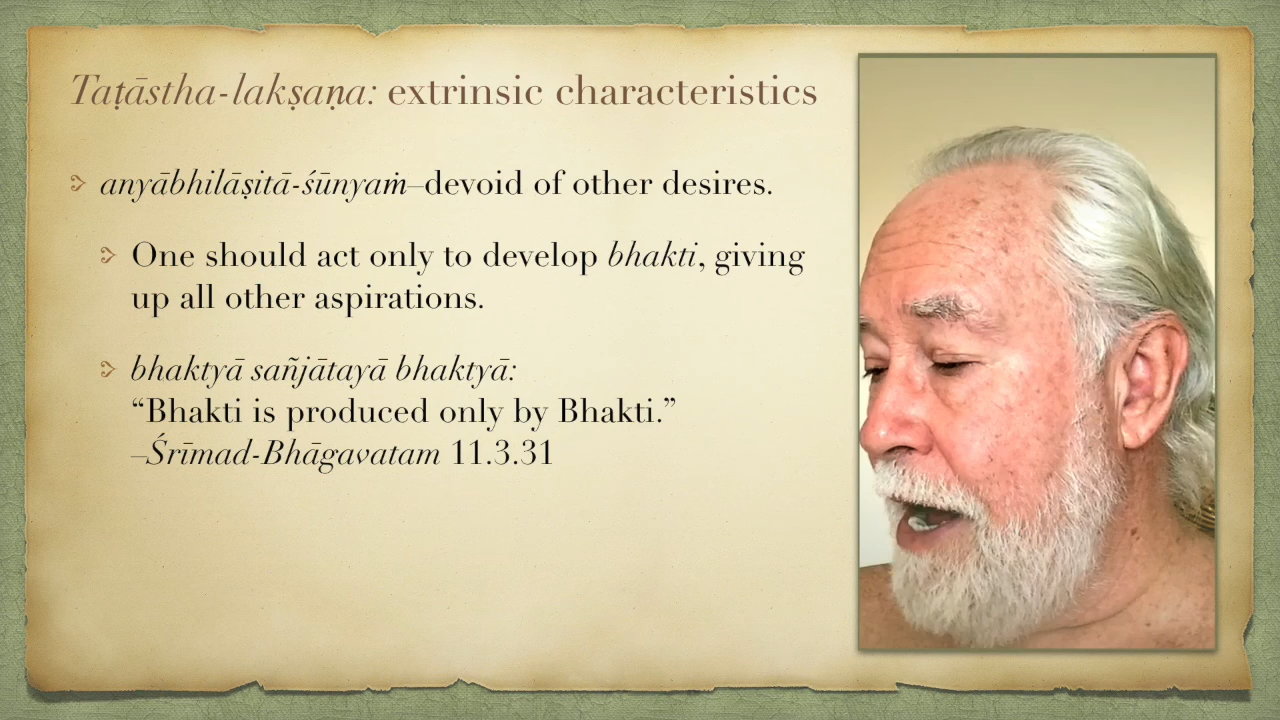 Taṭāstha-lakṣaṇa: extrinsic characteristics
anyābhilāṣitā-śūnyaṁ–devoid of other desires.
One should act only to develop bhakti, giving
up all other aspirations.
bhaktyā sañjātayā bhaktyā:
“Bhakti is produced only by Bhakti.”
–Śrīmad-Bhāgavatam 11.3.31